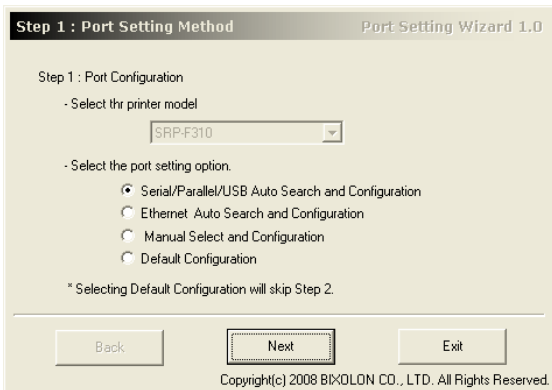 Step 1 : Port Setting Method
Port Setting Wizard 1.0
Step 1 : Port Configuration
- Select thr printer model
SRP-F310
- Select the port setting option.
Serial/Parallel/USB Auto Search and Configuration
Ethernet Auto Search and Configuration
Manual Select and Configuration
Default Configuration
* Selecting Default Configuration will skip Step 2.
Back
Next
Exit
Copyright(c) 2008 BIXOLON CO., LTD. All Rights Reserved.